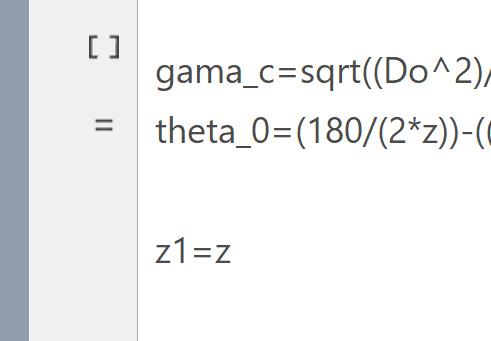 [ ]
gama_c=sqrt((Do^2)/
=
theta_0=(180/(2*z))-((
z1=z